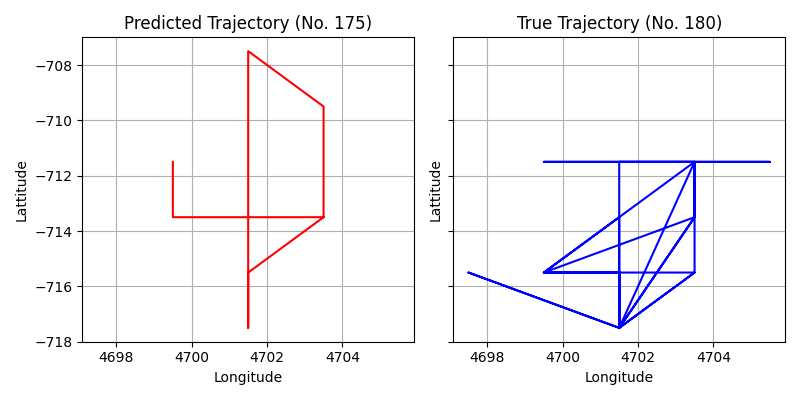 Predicted Trajectory (No. 175)
True Trajectory (No. 180)
−708
−710
−712
−714
−716
−718
Lattitude
Lattitude
4698 4700 4702 4704
4698 4700 4702 4704
Longitude
Longitude